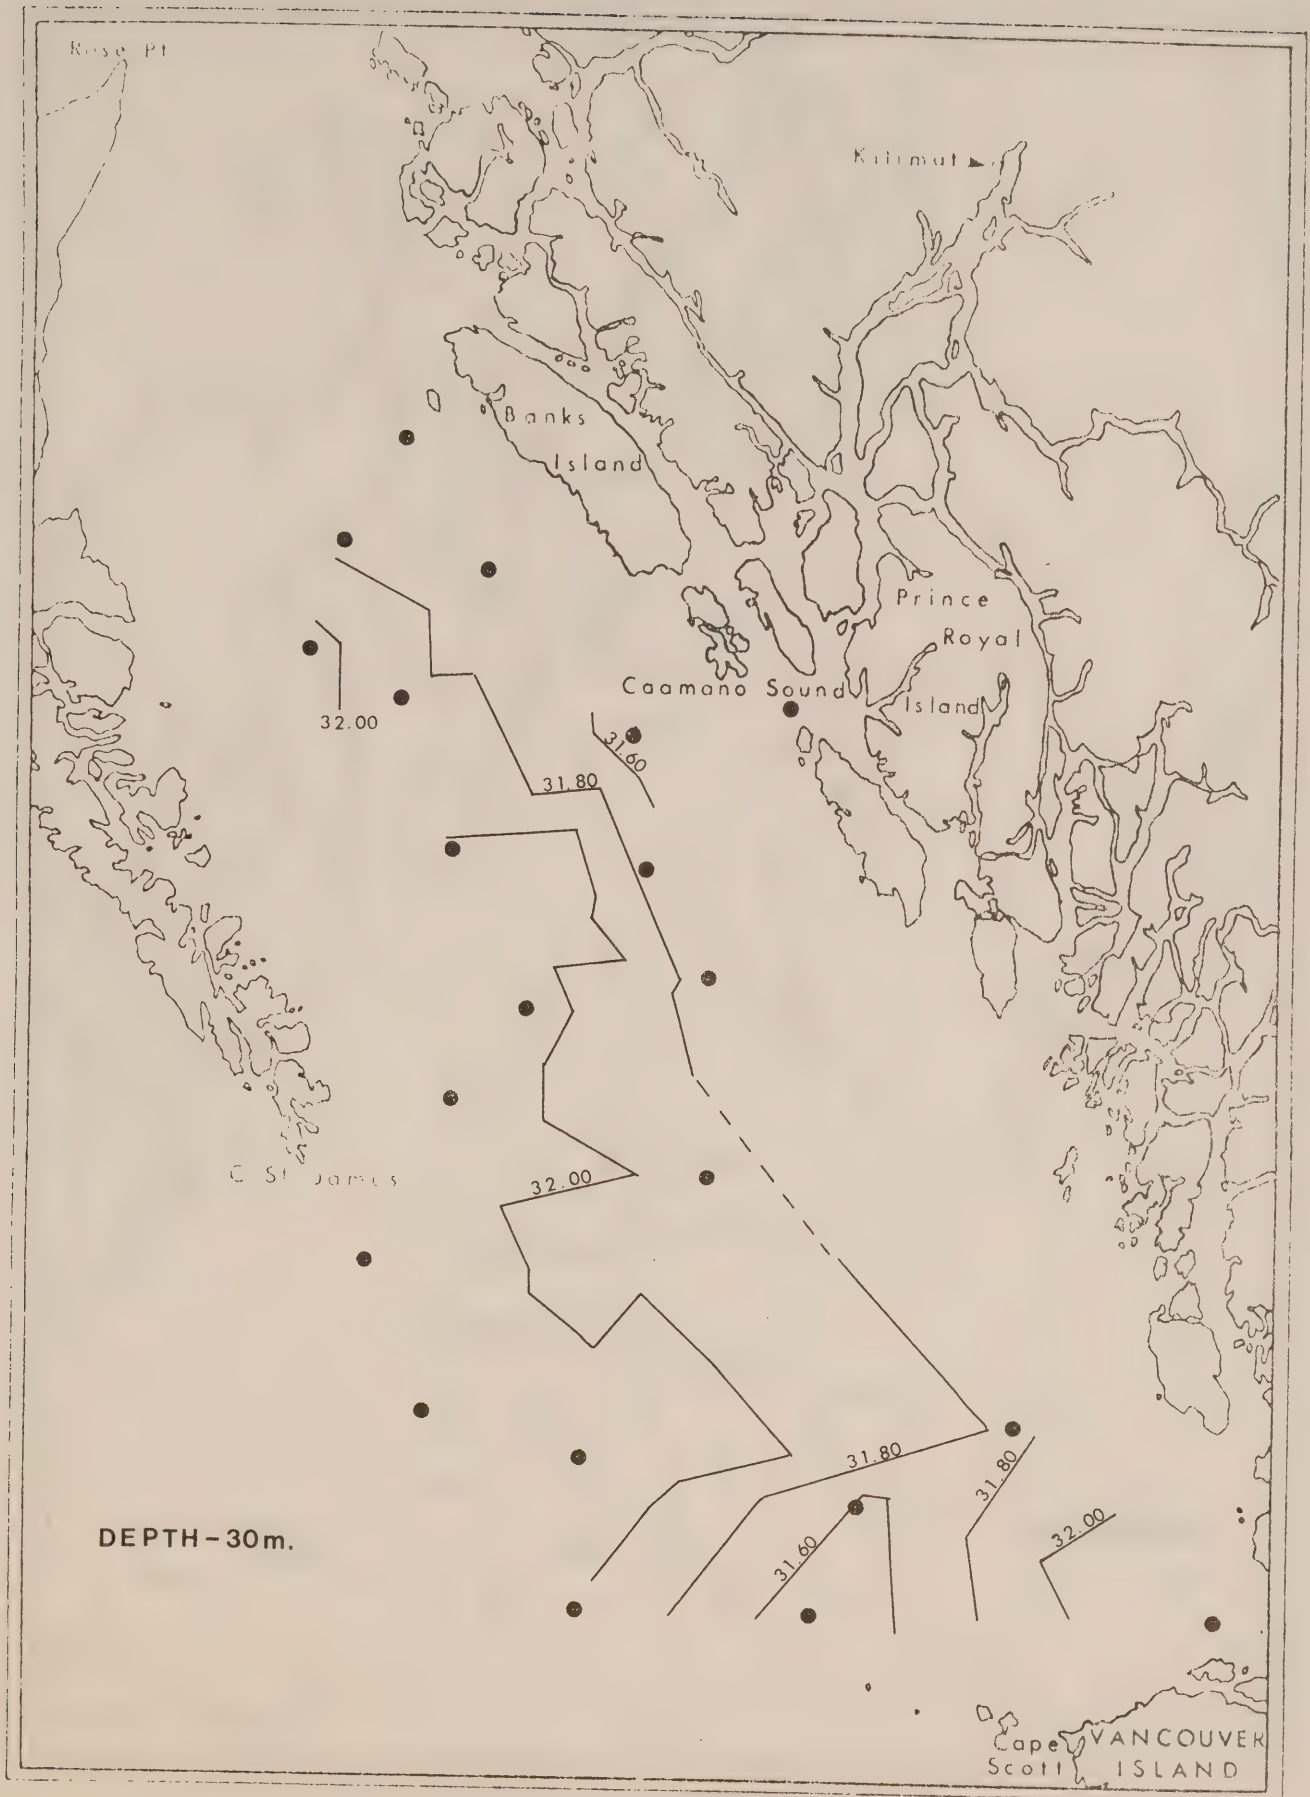 Rose Pt
Kitimat
Banks
Island
Prince
Royal
Island
Caamano Sound
32.00
31.60
31.80
C St James
32.00
31.80
31.80
32.00
31.60
DEPTH-30m.
Cape
Scott
VANCOUVER
ISLAND